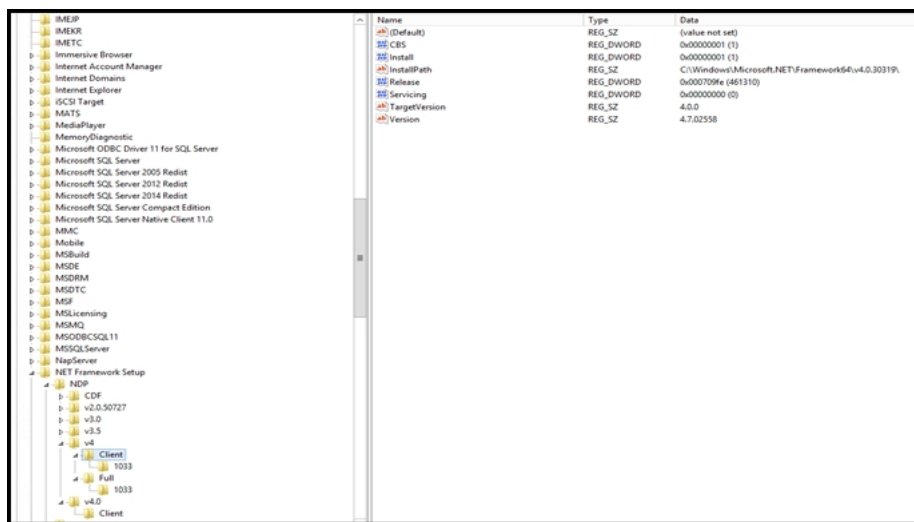 IMEJP
IMEKR
IMETC
Immersive Browser
Internet Account Manager
Internet Domains
Internet Explorer
iSCSI Target
MATS
MediaPlayer
MemoryDiagnostic
Microsoft ODBC Driver 11 for SQL Server
Microsoft SQL Server
Microsoft SQL Server 2005 Redist
Microsoft SQL Server 2012 Redist
Microsoft SQL Server 2014 Redist
Microsoft SQL Server Compact Edition
Microsoft SQL Server Native Client 11.0
MMC
Mobile
MSBuild
MSDE
MSDRM
MSDTC
MSF
MSLicensing
MSMQ
MSODBCSQL11
MSSQLServer
NapServer
NET Framework Setup
NDP
CDF
v2.0.50727
v3.0
v3.5
v4
Client
1033
Full
1033
v4.0
Client
Name Type Data
(Default) REG_SZ (value not set)
CBS REG_DWORD 0x00000001 (1)
Install REG_DWORD 0x00000001 (1)
InstallPath REG_SZ C:\Windows\Microsoft.NET\Framework64\v4.0.30319\
Release REG_DWORD 0x000709fe (461310)
Servicing REG_DWORD 0x00000000 (0)
TargetVersion REG_SZ 4.0.0
Version REG_SZ 4.7.02558